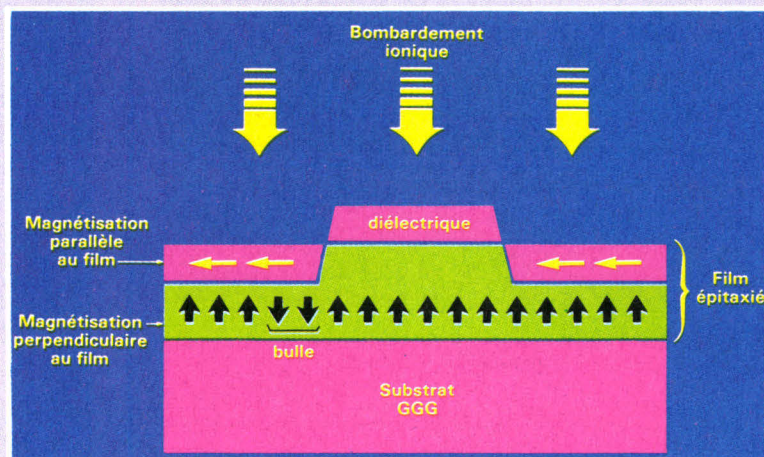 Bombardement
ionique
diélectrique
Magnétisation
parallèle
au film
Film
épitaxié
Magnétisation
perpendiculaire
au film
bulle
Substrat
GGG